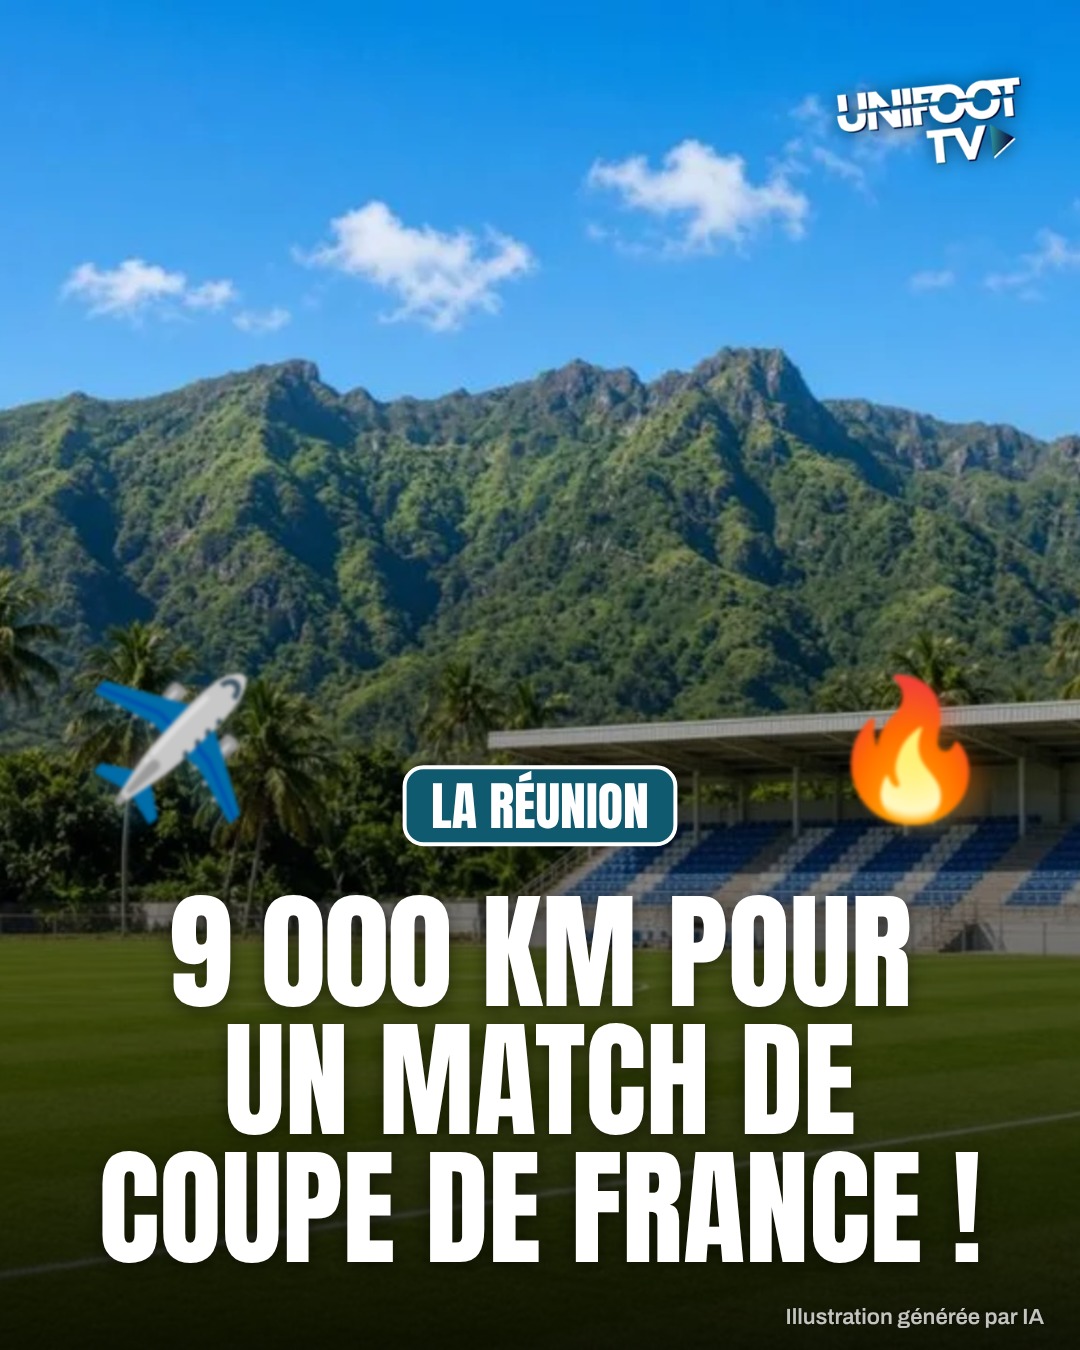 UNIFOOT
TV
LA RÉUNION
9 000 KM POUR
UN MATCH DE
COUPE DE FRANCE !
Illustration générée par IA